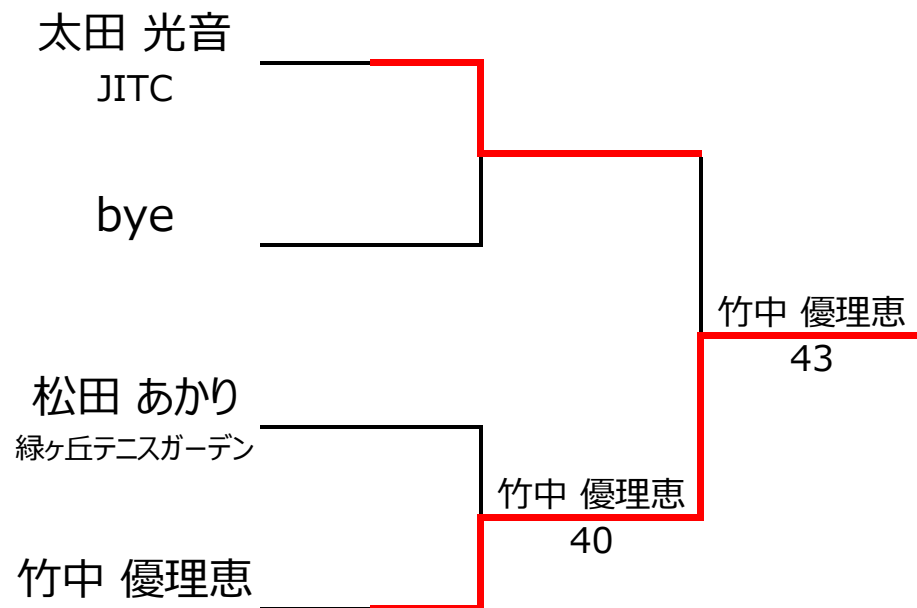 太田 光音
JITC
bye
竹中 優理恵
43
松田 あかり
緑ヶ丘テニスガーデン
竹中 優理恵
40
竹中 優理恵